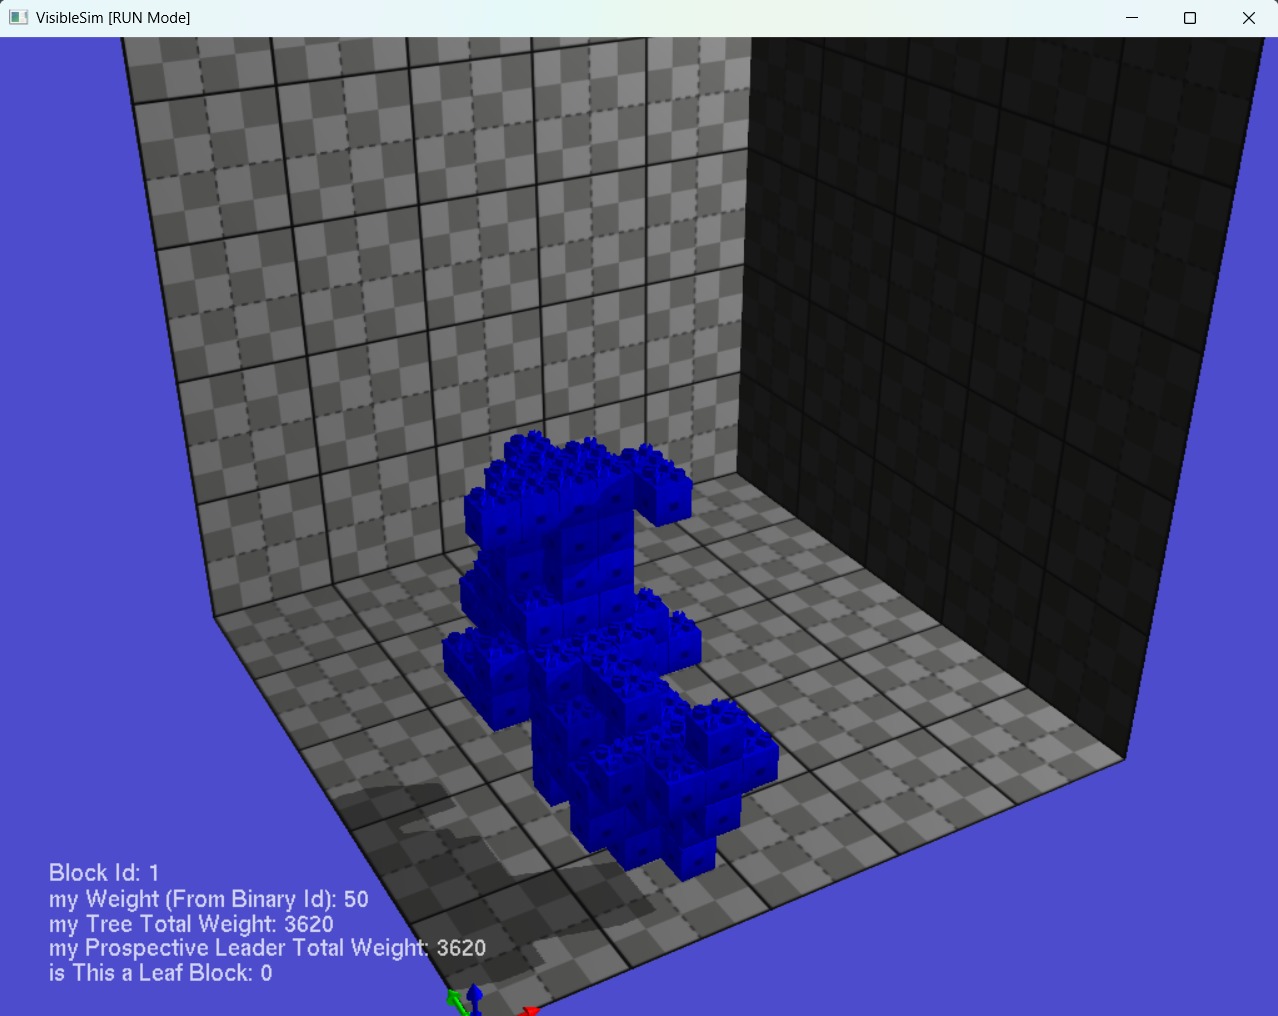 VisibleSim [RUN Mode]
Block Id: 1
my Weight (From Binary Id): 50
my Tree Total Weight: 3620
my Prospective Leader Total Weight: 3620
is This a Leaf Block: 0